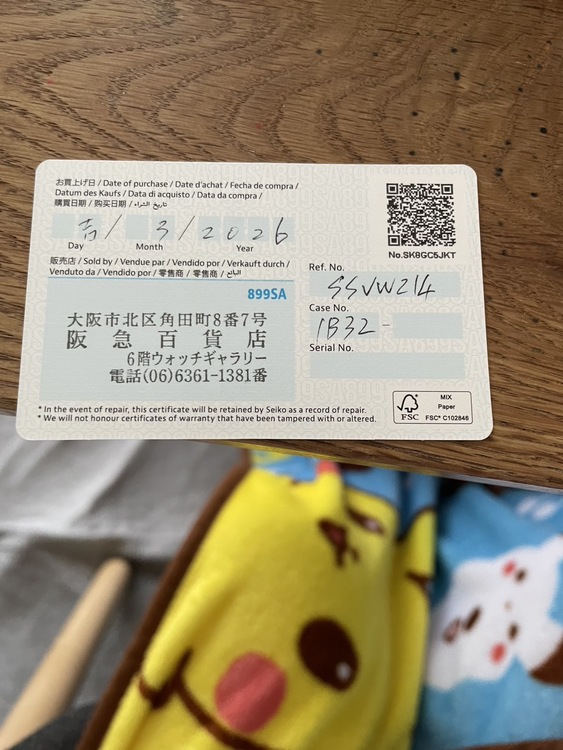 お買上げ日 / Date of purchase / Date d'achat / Fecha de compra /
Datum des Kaufs / Data di acquisto / Data da compra /
購買日期 / 购买日期 / تاريخ الشراء
吉 / 3 / 2026
Day Month Year
販売店 / Sold by / Vendue par / Vendido por / Verkauft durch /
Venduto da / Vendido por / 零售商 / 零售商 / البائع
899SA
大阪市北区角田町8番7号
阪急百貨店
6階ウォッチギャラリー
電話(06)6361-1381番
No.SK8GC5JKT
Ref. No.
SSVW214
Case No.
1B32 -
Serial No.
* In the event of repair, this certificate will be retained by Seiko as a record of repair.
* We will not honour certificates of warranty that have been tampered with or altered.
FSC
MIX
Paper
FSC® C102846